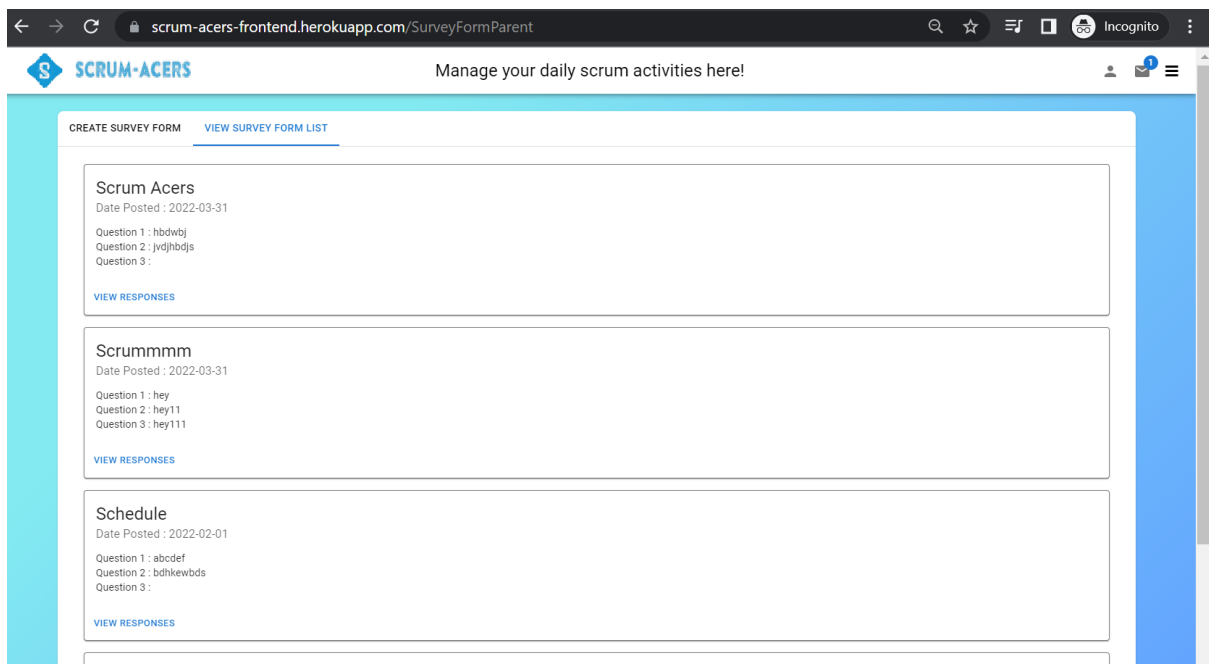 scrum-acers-frontend.herokuapp.com/SurveyFormParent
Incognito
S SCRUM-ACERS
Manage your daily scrum activities here!
1
CREATE SURVEY FORM
VIEW SURVEY FORM LIST
Scrum Acers
Date Posted : 2022-03-31
Question 1 : hbdwbj
Question 2 : jvdjhbdjs
Question 3 :
VIEW RESPONSES
Scrummmm
Date Posted : 2022-03-31
Question 1 : hey
Question 2 : hey11
Question 3 : hey111
VIEW RESPONSES
Schedule
Date Posted : 2022-02-01
Question 1 : abcdef
Question 2 : bdhkewbds
Question 3 :
VIEW RESPONSES